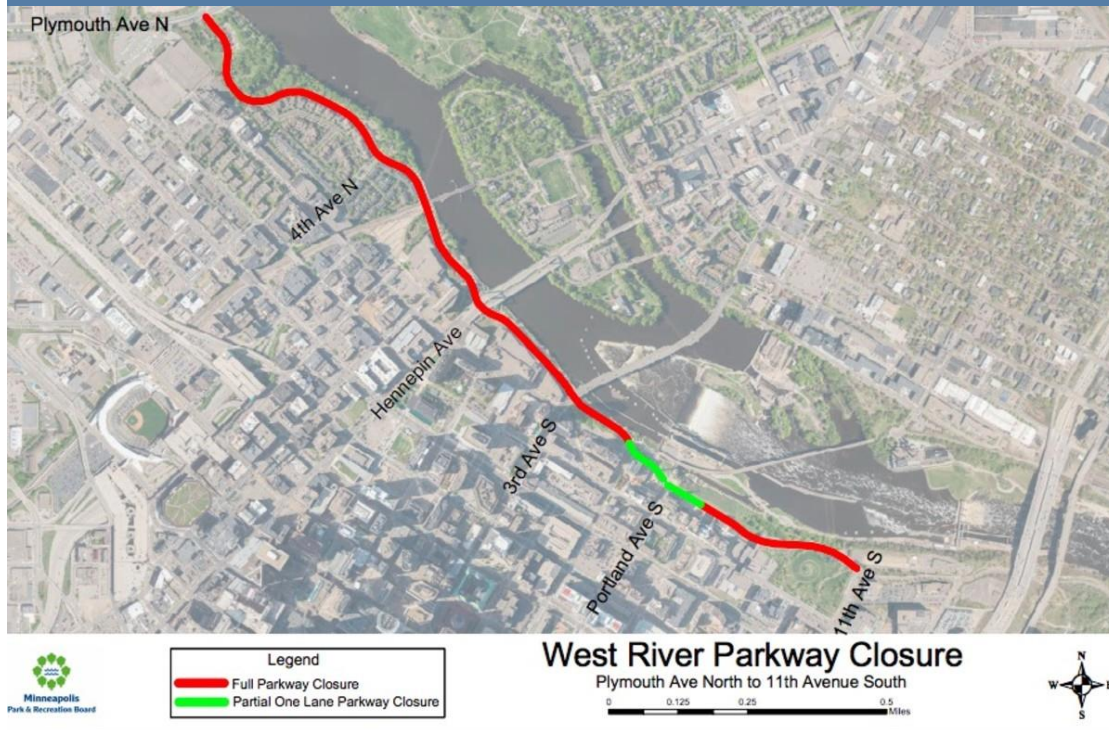 Plymouth Ave N
4th Ave N
Hennepin Ave
3rd Ave S
Portland Ave S
11th Ave S
Minneapolis
Park & Recreation Board
Legend
Full Parkway Closure
Partial One Lane Parkway Closure
West River Parkway Closure
Plymouth Ave North to 11th Avenue South
0 0.125 0.25 0.5
Miles
N
W E
S